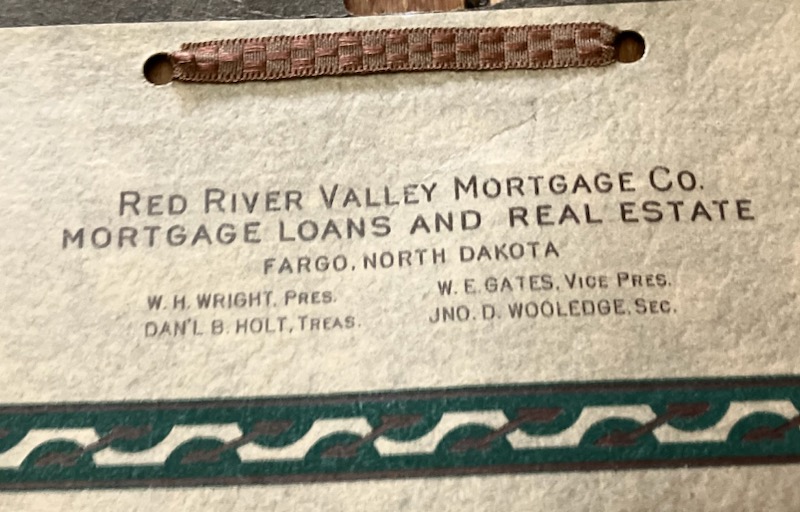 RED RIVER VALLEY MORTGAGE CO.
MORTGAGE LOANS AND REAL ESTATE
FARGO, NORTH DAKOTA
W. H. WRIGHT, PRES. W. E. GATES, VICE PRES.
DAN'L B. HOLT, TREAS. JNO. D. WOOLEDGE, SEC.